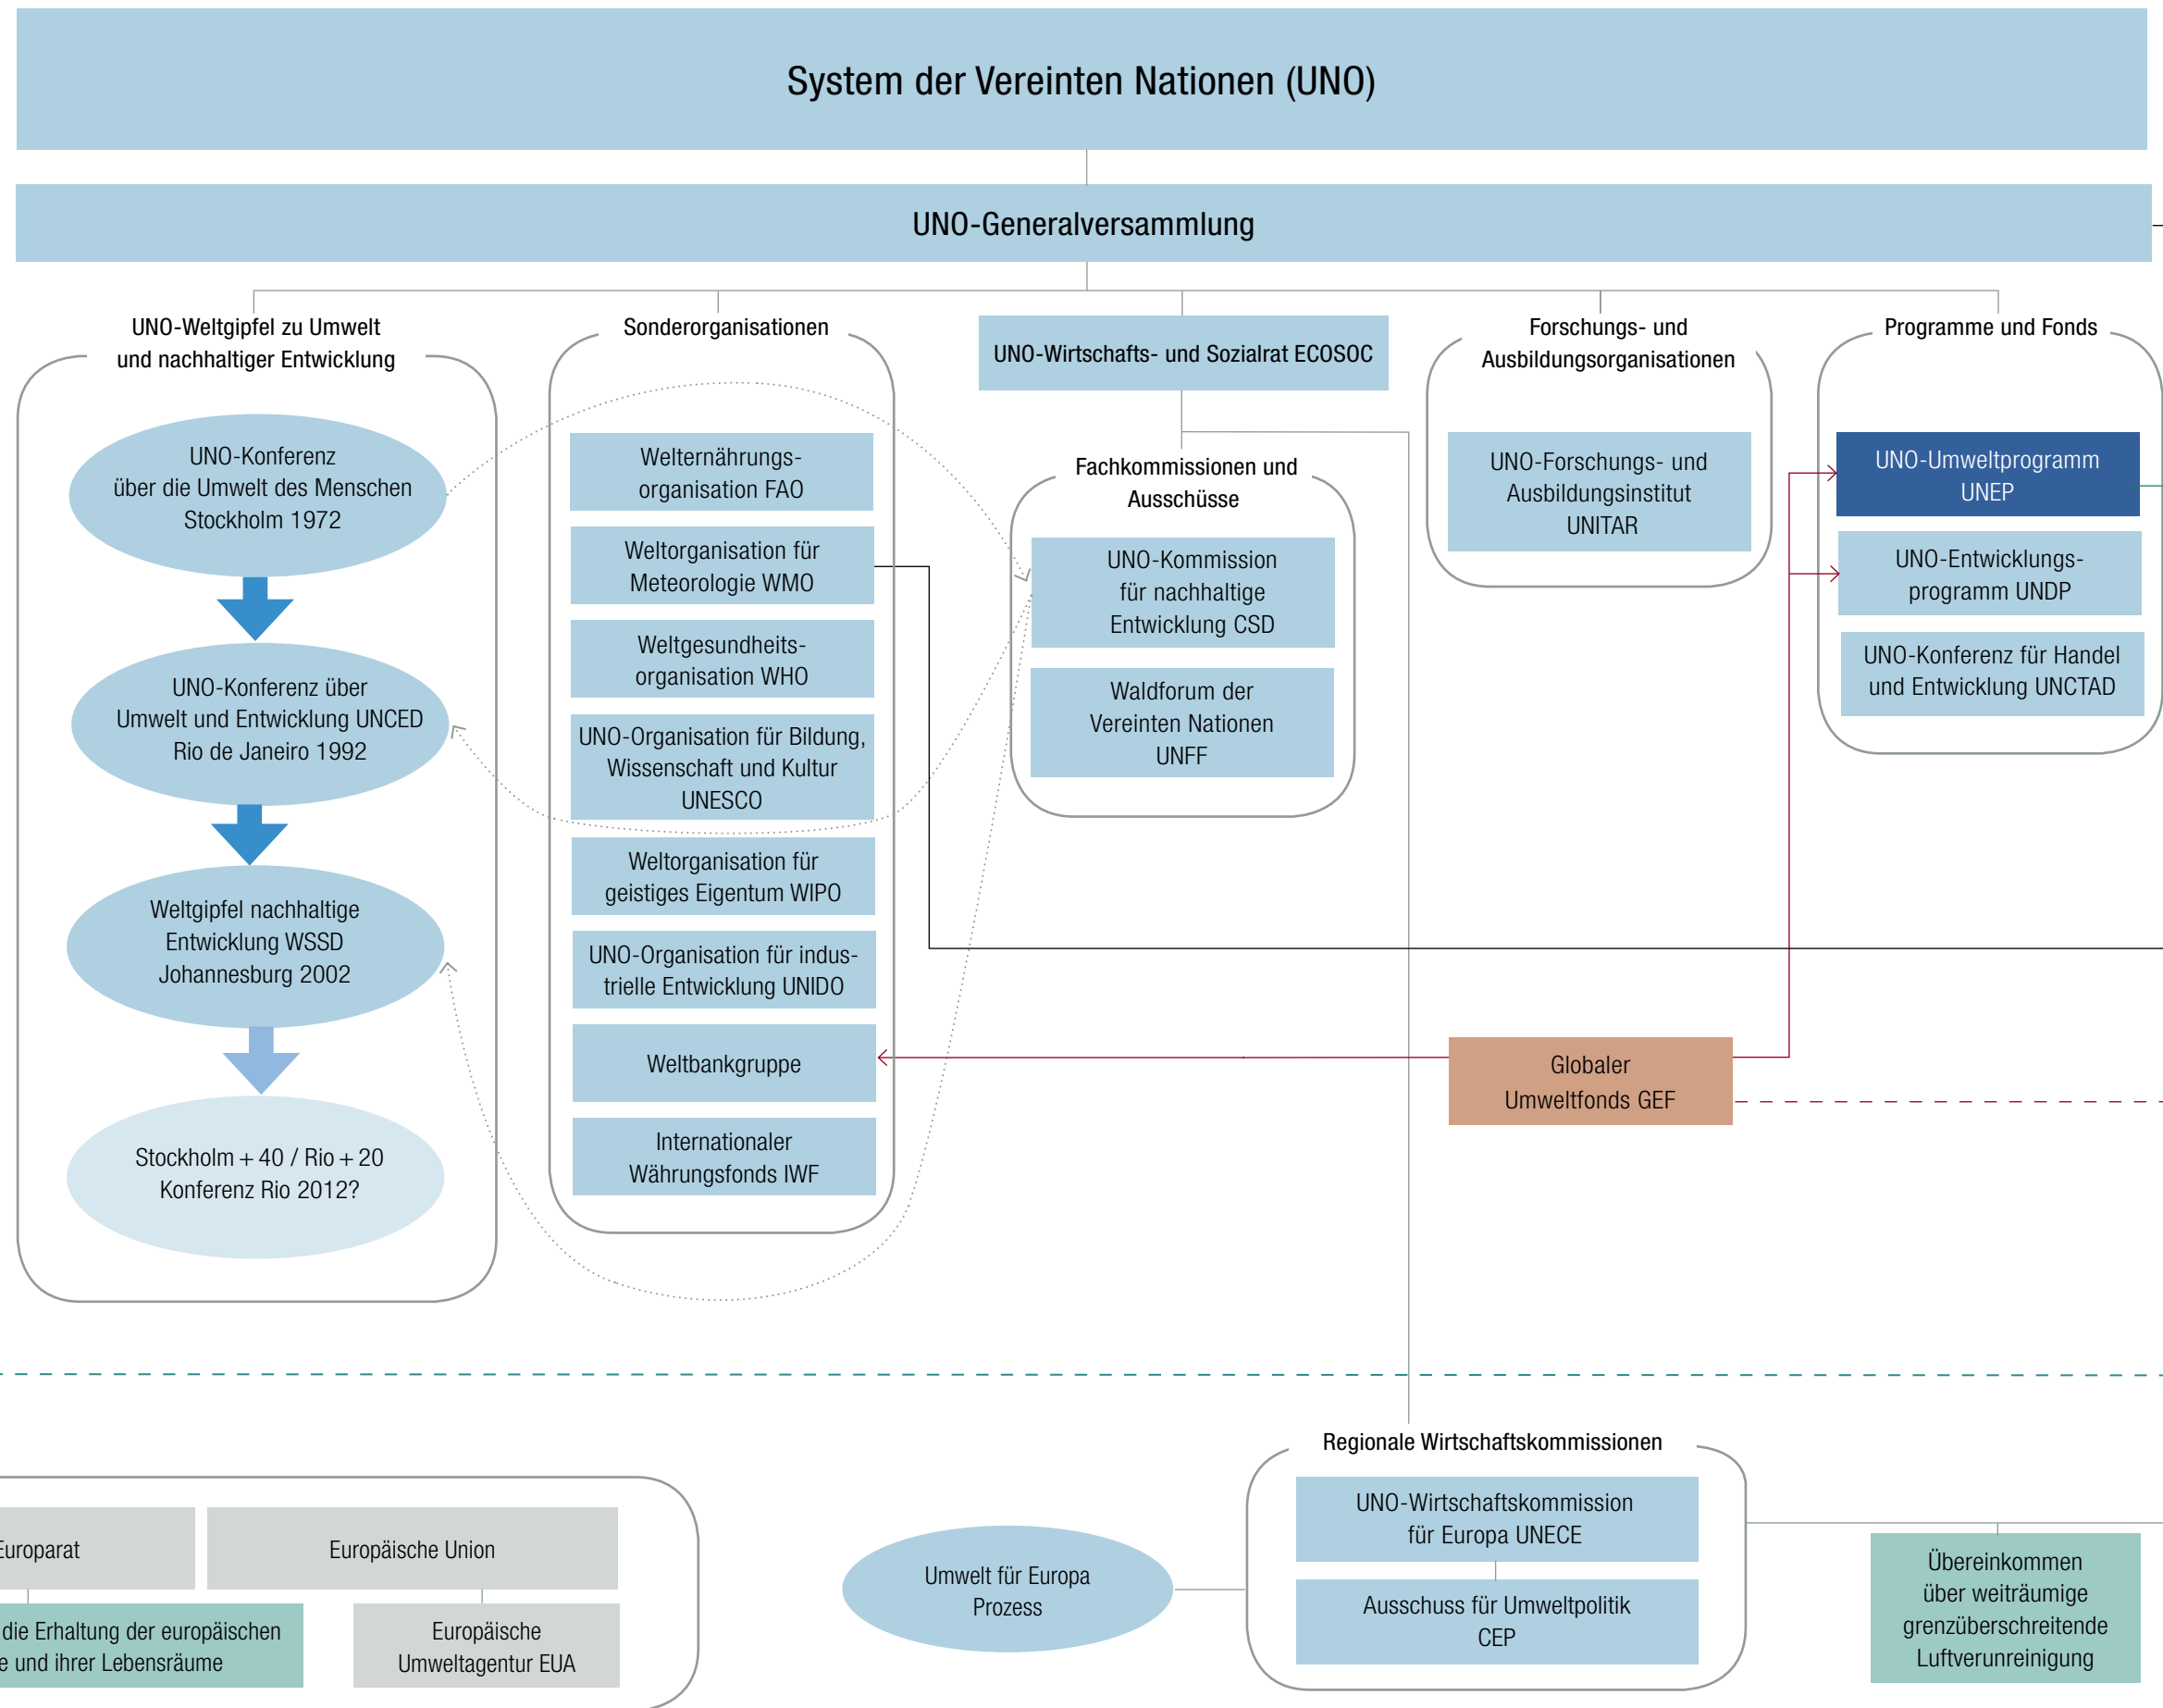 System der Vereinten Nationen (UNO)
UNO-Generalversammlung
UNO-Weltgipfel zu Umwelt
und nachhaltiger Entwicklung
UNO-Konferenz
über die Umwelt des Menschen
Stockholm 1972
UNO-Konferenz über
Umwelt und Entwicklung UNCED
Rio de Janeiro 1992
Weltgipfel nachhaltige
Entwicklung WSSD
Johannesburg 2002
Stockholm + 40 / Rio + 20
Konferenz Rio 2012?
Sonderorganisationen
Welternährungs-
organisation FAO
Weltorganisation für
Meteorologie WMO
Weltgesundheits-
organisation WHO
UNO-Organisation für Bildung,
Wissenschaft und Kultur
UNESCO
Weltorganisation für
geistiges Eigentum WIPO
UNO-Organisation für indus-
trielle Entwicklung UNIDO
Weltbankgruppe
Internationaler
Währungsfonds IWF
UNO-Wirtschafts- und Sozialrat ECOSOC
Fachkommissionen und
Ausschüsse
UNO-Kommission
für nachhaltige
Entwicklung CSD
Waldforum der
Vereinten Nationen
UNFF
Forschungs- und
Ausbildungsorganisationen
UNO-Forschungs- und
Ausbildungsinstitut
UNITAR
Programme und Fonds
UNO-Umweltprogramm
UNEP
UNO-Entwicklungs-
programm UNDP
UNO-Konferenz für Handel
und Entwicklung UNCTAD
Globaler
Umweltfonds GEF
Europarat
Europäische Union
die Erhaltung der europäischen
e und ihrer Lebensräume
Europäische
Umweltagentur EUA
Umwelt für Europa
Prozess
Regionale Wirtschaftskommissionen
UNO-Wirtschaftskommission
für Europa UNECE
Ausschuss für Umweltpolitik
CEP
Übereinkommen
über weiträumige
grenzüberschreitende
Luftverunreinigung